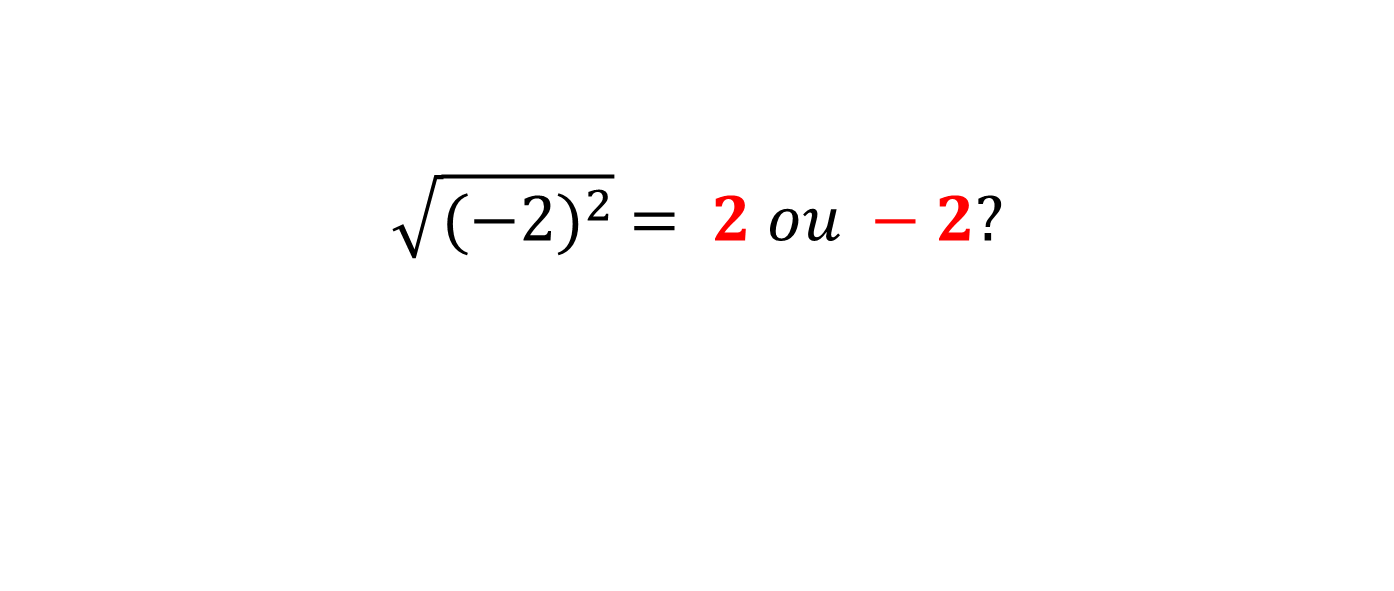 √(−2)² = 2 ou − 2?